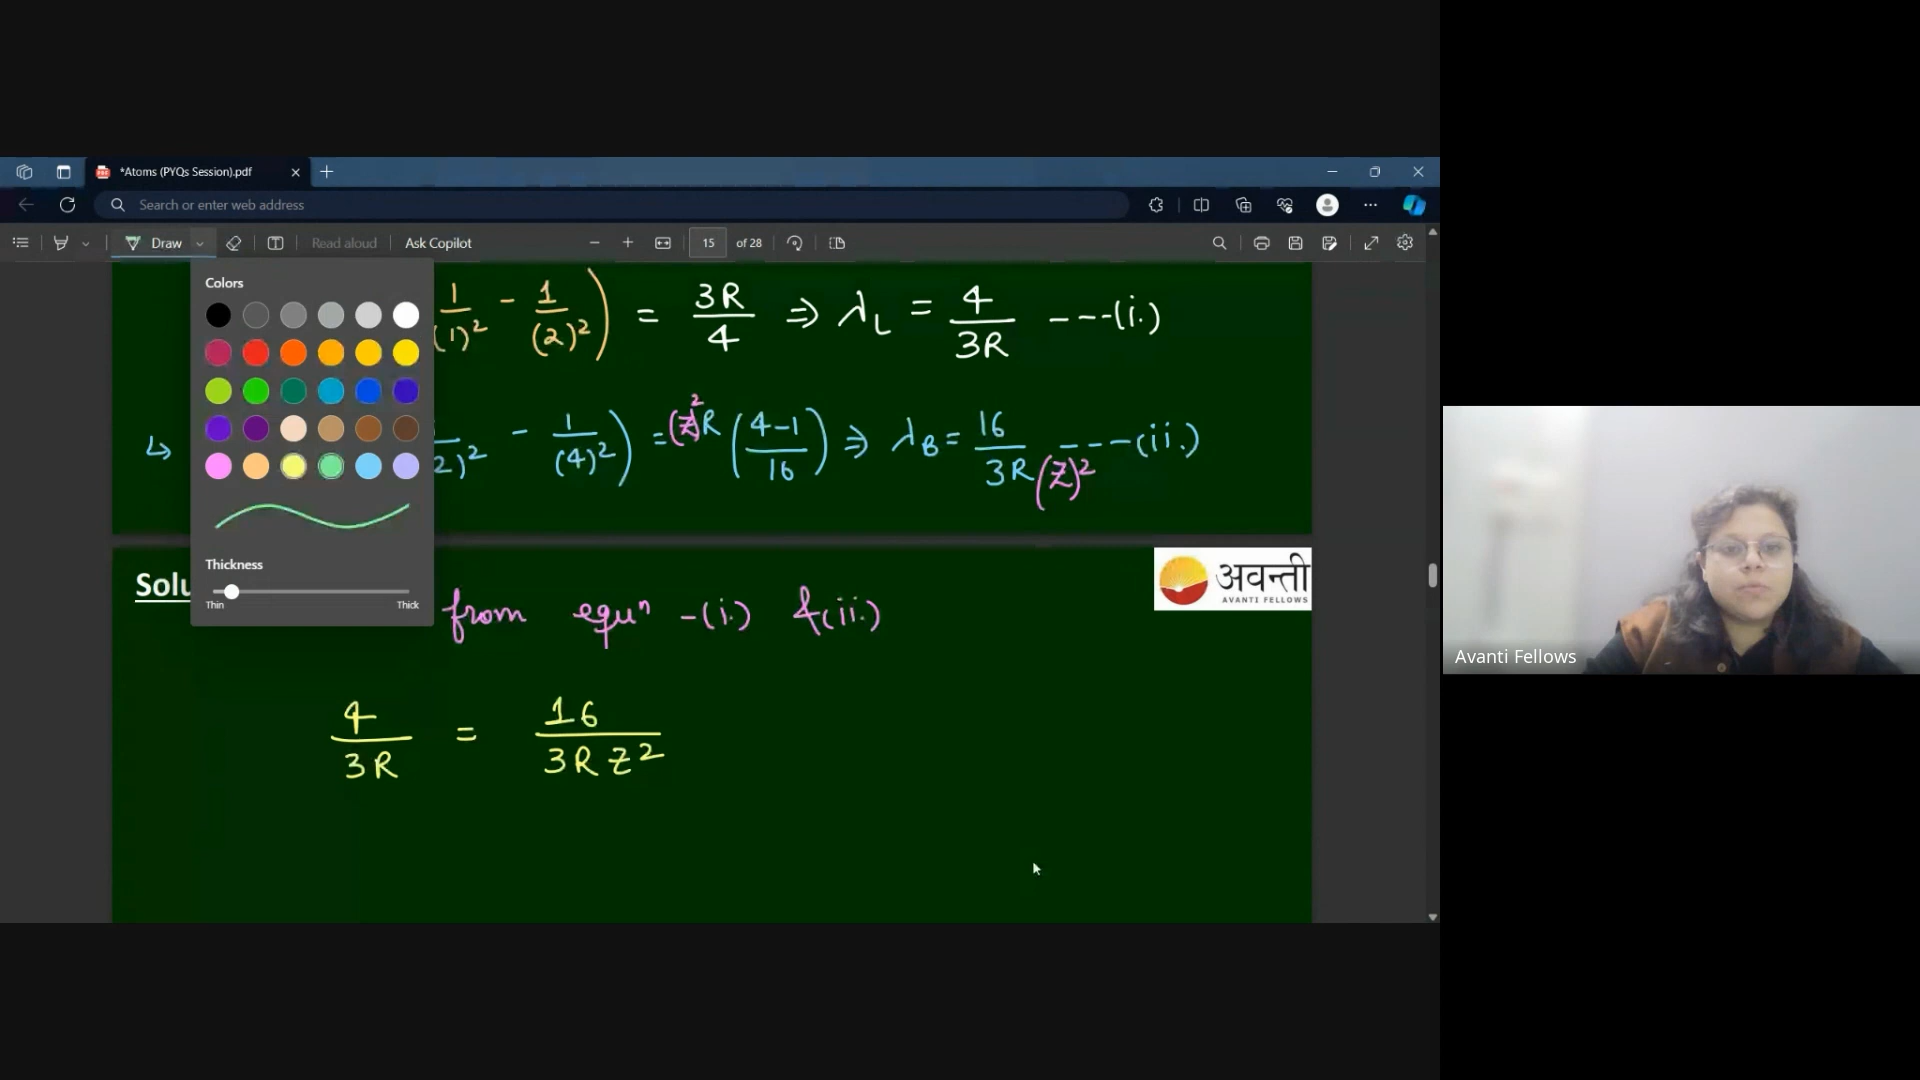 *Atoms (PYQs Session).pdf
Search or enter web address
Draw
Read aloud
Ask Copilot
15 of 28
Colors
Thickness
Thin Thick
1/(1)² - 1/(2)²) = 3R/4 ⇒ λL = 4/3R ---(i.)
↳ 2)² - 1/(4)²) = (Z)²R (4-1/16) ⇒ λB = 16/3R(Z)² ---(ii.)
Solu
from equⁿ -(i.) &(ii.)
अवन्ती
AVANTI FELLOWS
4/3R = 16/3RZ²
Avanti Fellows